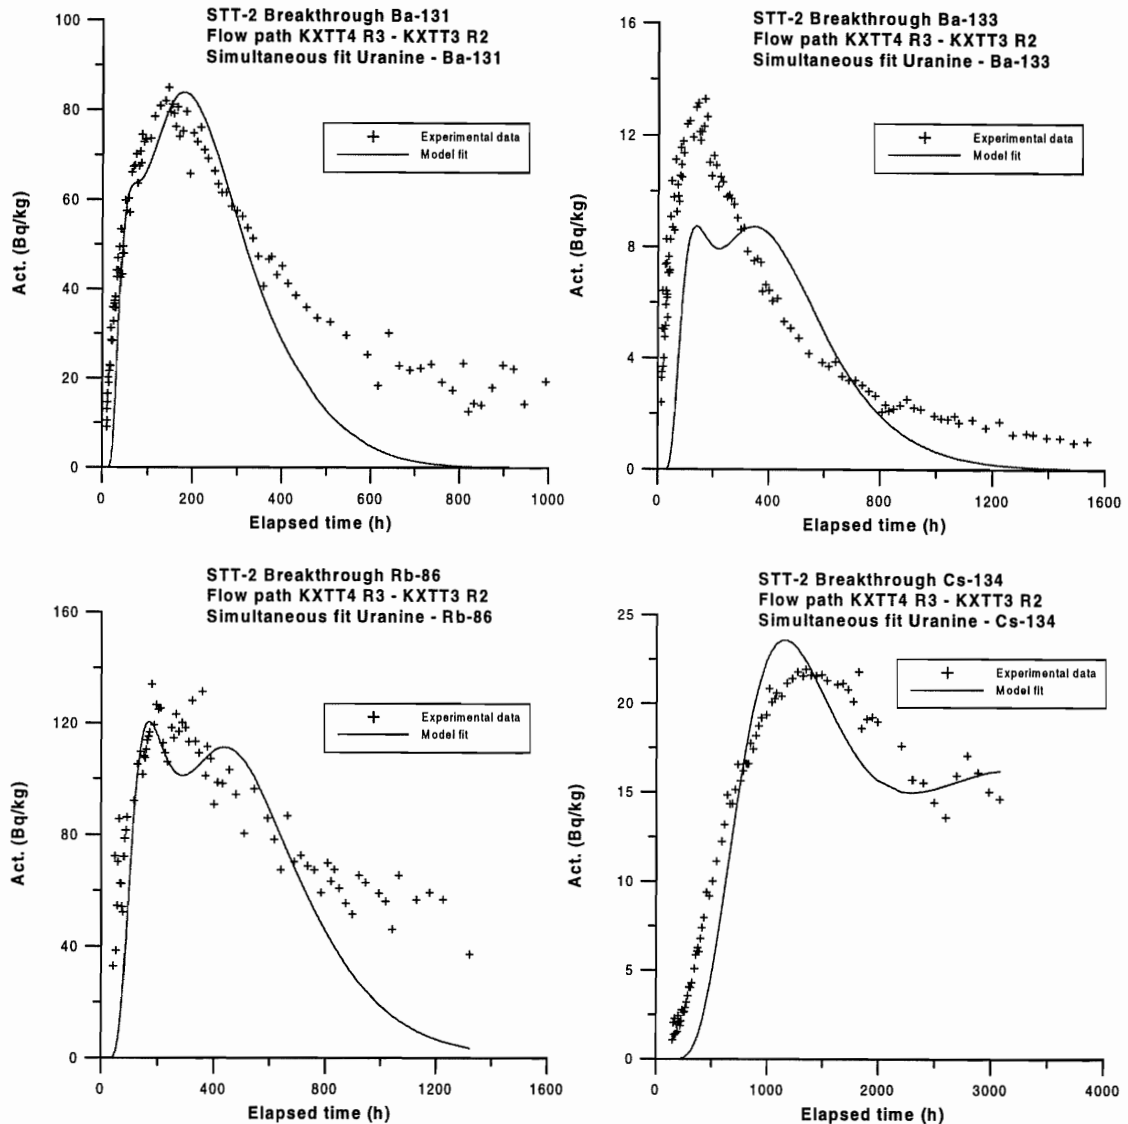 STT-2 Breakthrough Ba-131
Flow path KXTT4 R3 - KXTT3 R2
Simultaneous fit Uranine - Ba-131
100
80
60
40
20
0
Act. (Bq/kg)
Experimental data
Model fit
0 200 400 600 800 1000
Elapsed time (h)
STT-2 Breakthrough Ba-133
Flow path KXTT4 R3 - KXTT3 R2
Simultaneous fit Uranine - Ba-133
16
12
8
4
0
Act. (Bq/kg)
Experimental data
Model fit
0 400 800 1200 1600
Elapsed time (h)
STT-2 Breakthrough Rb-86
Flow path KXTT4 R3 - KXTT3 R2
Simultaneous fit Uranine - Rb-86
160
120
80
40
0
Act. (Bq/kg)
Experimental data
Model fit
0 400 800 1200 1600
Elapsed time (h)
STT-2 Breakthrough Cs-134
Flow path KXTT4 R3 - KXTT3 R2
Simultaneous fit Uranine - Cs-134
25
20
15
10
5
0
Act. (Bq/kg)
Experimental data
Model fit
0 1000 2000 3000 4000
Elapsed time (h)